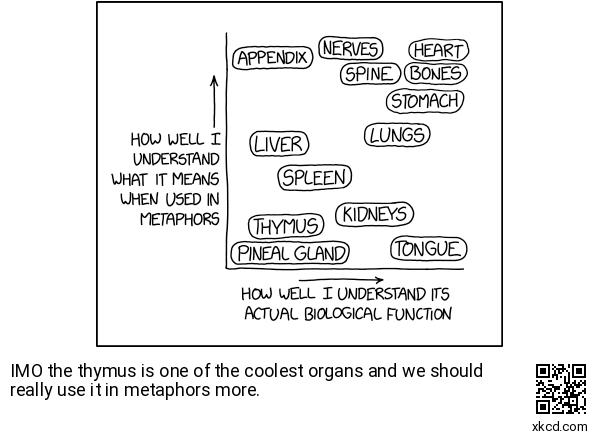 APPENDIX
NERVES
HEART
SPINE
BONES
STOMACH
LUNGS
LIVER
SPLEEN
KIDNEYS
THYMUS
PINEAL GLAND
TONGUE
HOW WELL I
UNDERSTAND
WHAT IT MEANS
WHEN USED IN
METAPHORS
HOW WELL I UNDERSTAND ITS
ACTUAL BIOLOGICAL FUNCTION
IMO the thymus is one of the coolest organs and we should
really use it in metaphors more.
xkcd.com